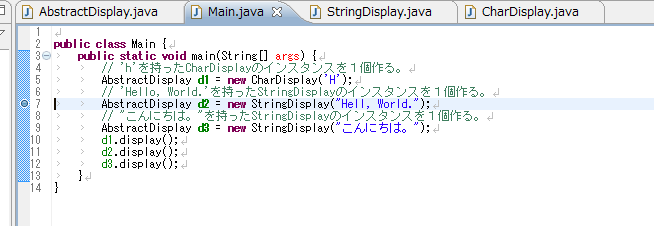 AbstractDisplay.java Main.java StringDisplay.java CharDisplay.java
1
2 public class Main {
3 public static void main(String[] args) {
4 // 'h'を持ったCharDisplayのインスタンスを１個作る。
5 AbstractDisplay d1 = new CharDisplay('H');
6 // 'Hello, World.'を持ったStringDisplayのインスタンスを１個作る。
7 AbstractDisplay d2 = new StringDisplay("Hell, World.");
8 // "こんにちは。"を持ったStringDisplayのインスタンスを１個作る。
9 AbstractDisplay d3 = new StringDisplay("こんにちは。");
10 d1.display();
11 d2.display();
12 d3.display();
13 }
14 }